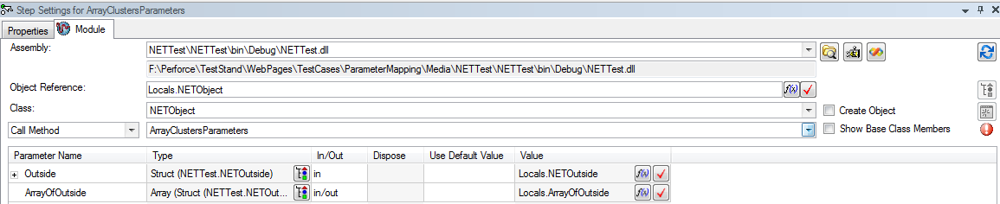 Step Settings for ArrayClustersParameters
Properties Module
Assembly: NETTest\NETTest\bin\Debug\NETTest.dll
F:\Perforce\TestStand\WebPages\TestCases\ParameterMapping\Media\NETTest\NETTest\bin\Debug\NETTest.dll
Object Reference: Locals.NETObject f(x)
Class: NETObject Create Object
Call Method ArrayClustersParameters Show Base Class Members
Parameter Name Type In/Out Dispose Use Default Value Value
Outside Struct (NETTest.NETOutside) in Locals.NETOutside f(x)
ArrayOfOutside Array (Struct (NETTest.NETOut... in/out Locals.ArrayOfOutside f(x)